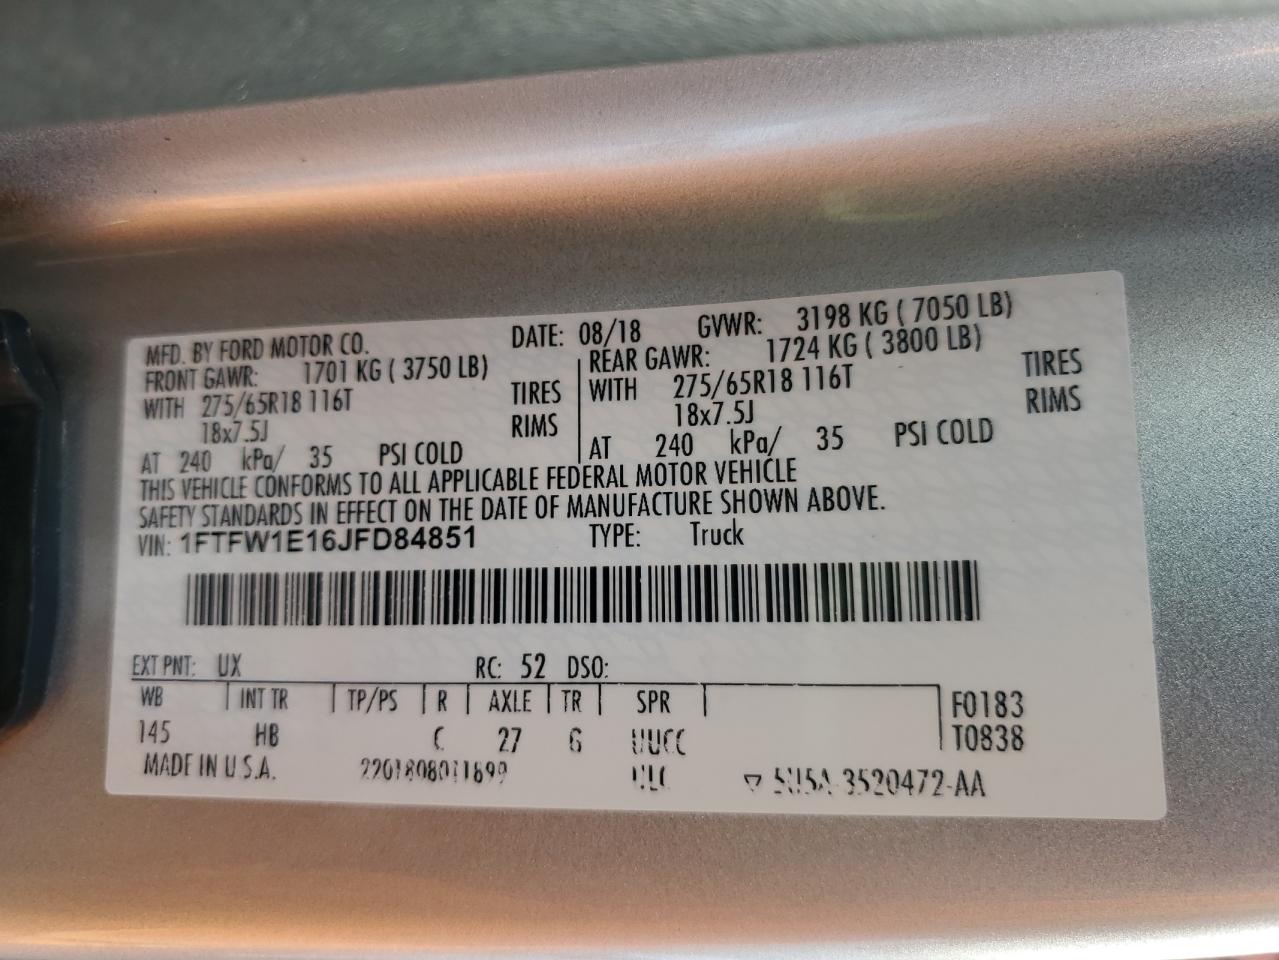 MFD. BY FORD MOTOR CO. DATE: 08/18 GVWR: 3198 KG ( 7050 LB)
FRONT GAWR: 1701 KG ( 3750 LB) REAR GAWR: 1724 KG ( 3800 LB)
WITH 275/65R18 116T TIRES WITH 275/65R18 116T TIRES
18x7.5J RIMS 18x7.5J RIMS
AT 240 kPa/ 35 PSI COLD AT 240 kPa/ 35 PSI COLD
THIS VEHICLE CONFORMS TO ALL APPLICABLE FEDERAL MOTOR VEHICLE
SAFETY STANDARDS IN EFFECT ON THE DATE OF MANUFACTURE SHOWN ABOVE.
VIN: 1FTFW1E16JFD84851 TYPE: Truck
EXT PNT: UX RC: 52 DSO:
WB INT TR TP/PS R AXLE TR SPR F0183
145 HB C 27 6 T0838
MADE IN U.S.A.